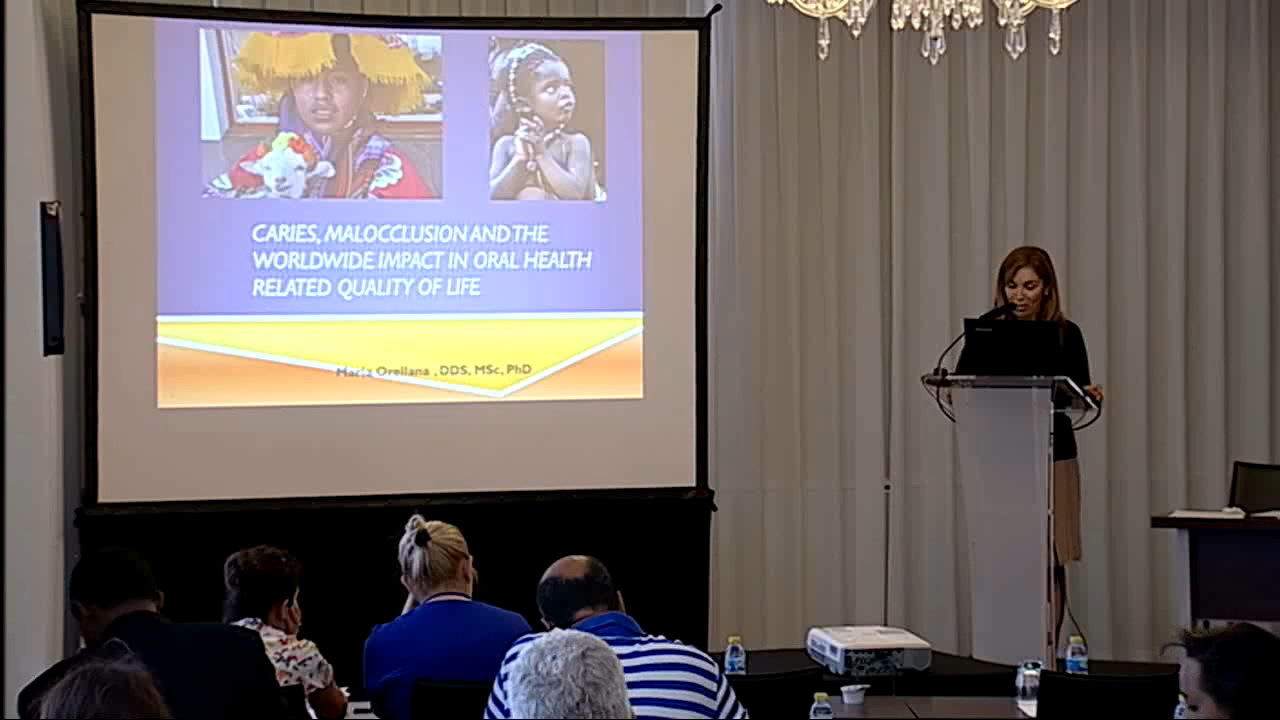 CARIES, MALOCCLUSION AND THE
WORLDWIDE IMPACT IN ORAL HEALTH
RELATED QUALITY OF LIFE
Maria Orellana , DDS, MSc, PhD